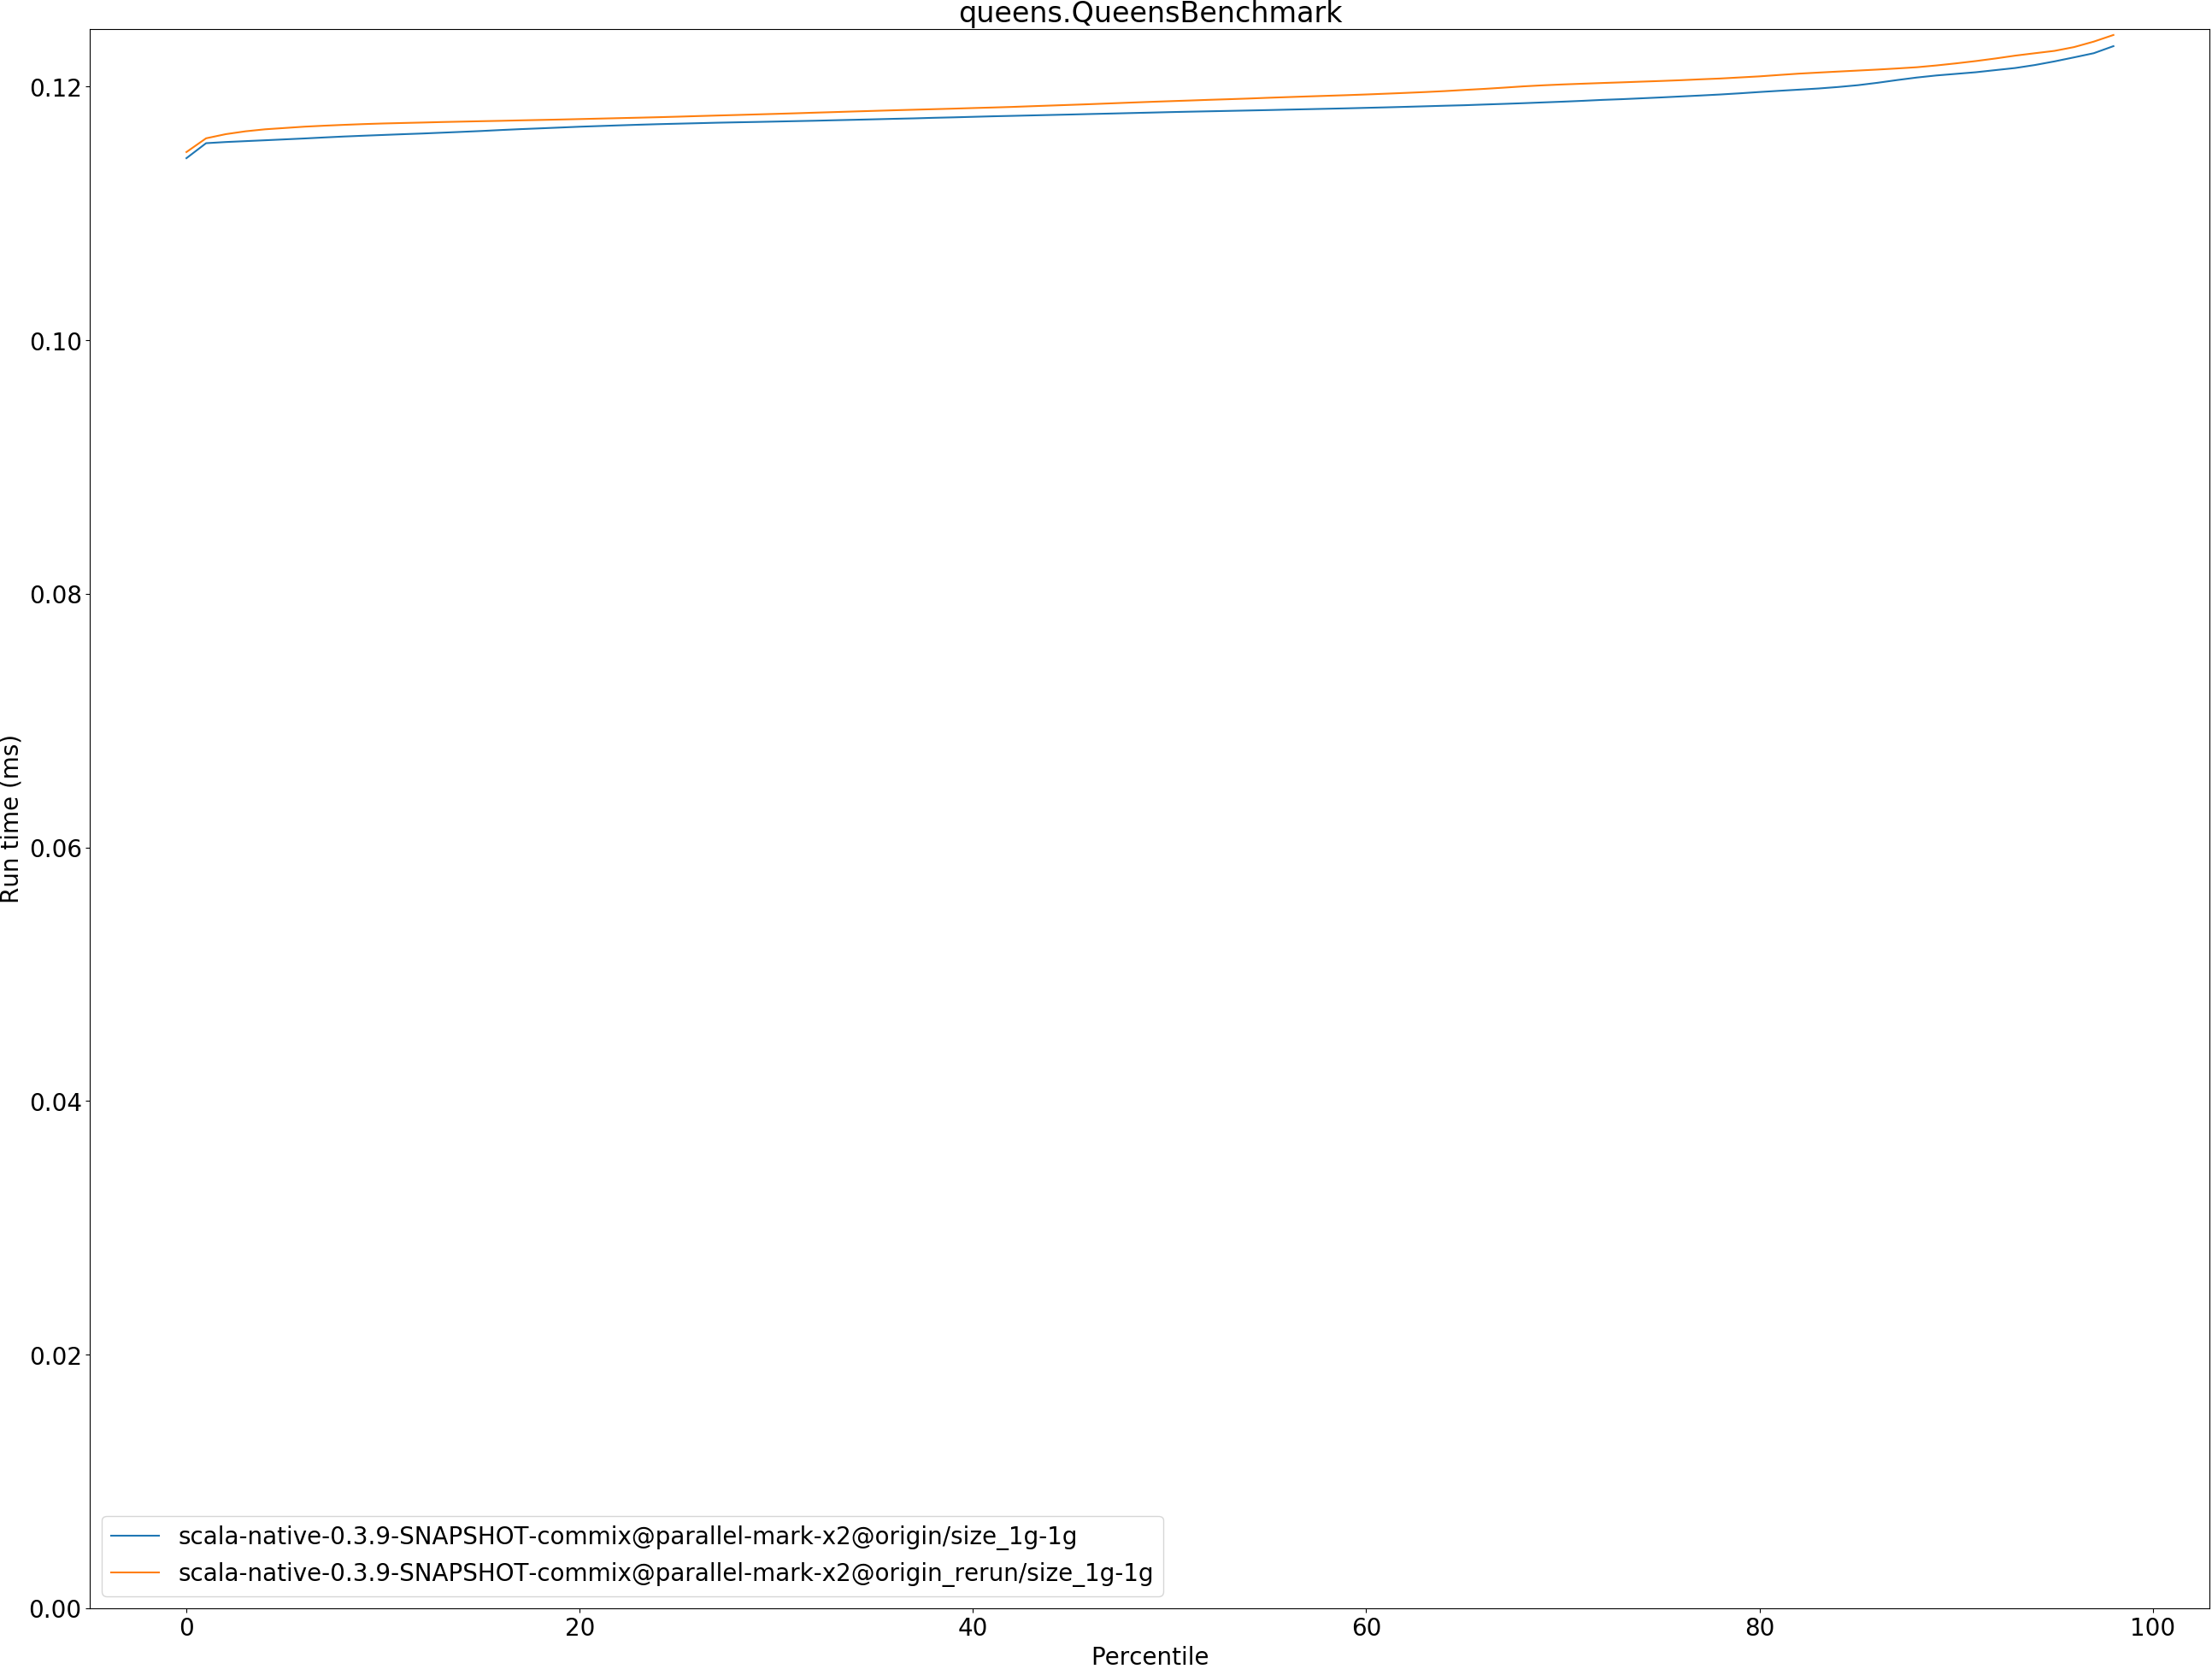 queens.QueensBenchmark
Run time (ms)
0.12
0.10
0.08
0.06
0.04
0.02
0.00
0 20 40 60 80 100
Percentile
scala-native-0.3.9-SNAPSHOT-commix@parallel-mark-x2@origin/size_1g-1g
scala-native-0.3.9-SNAPSHOT-commix@parallel-mark-x2@origin_rerun/size_1g-1g